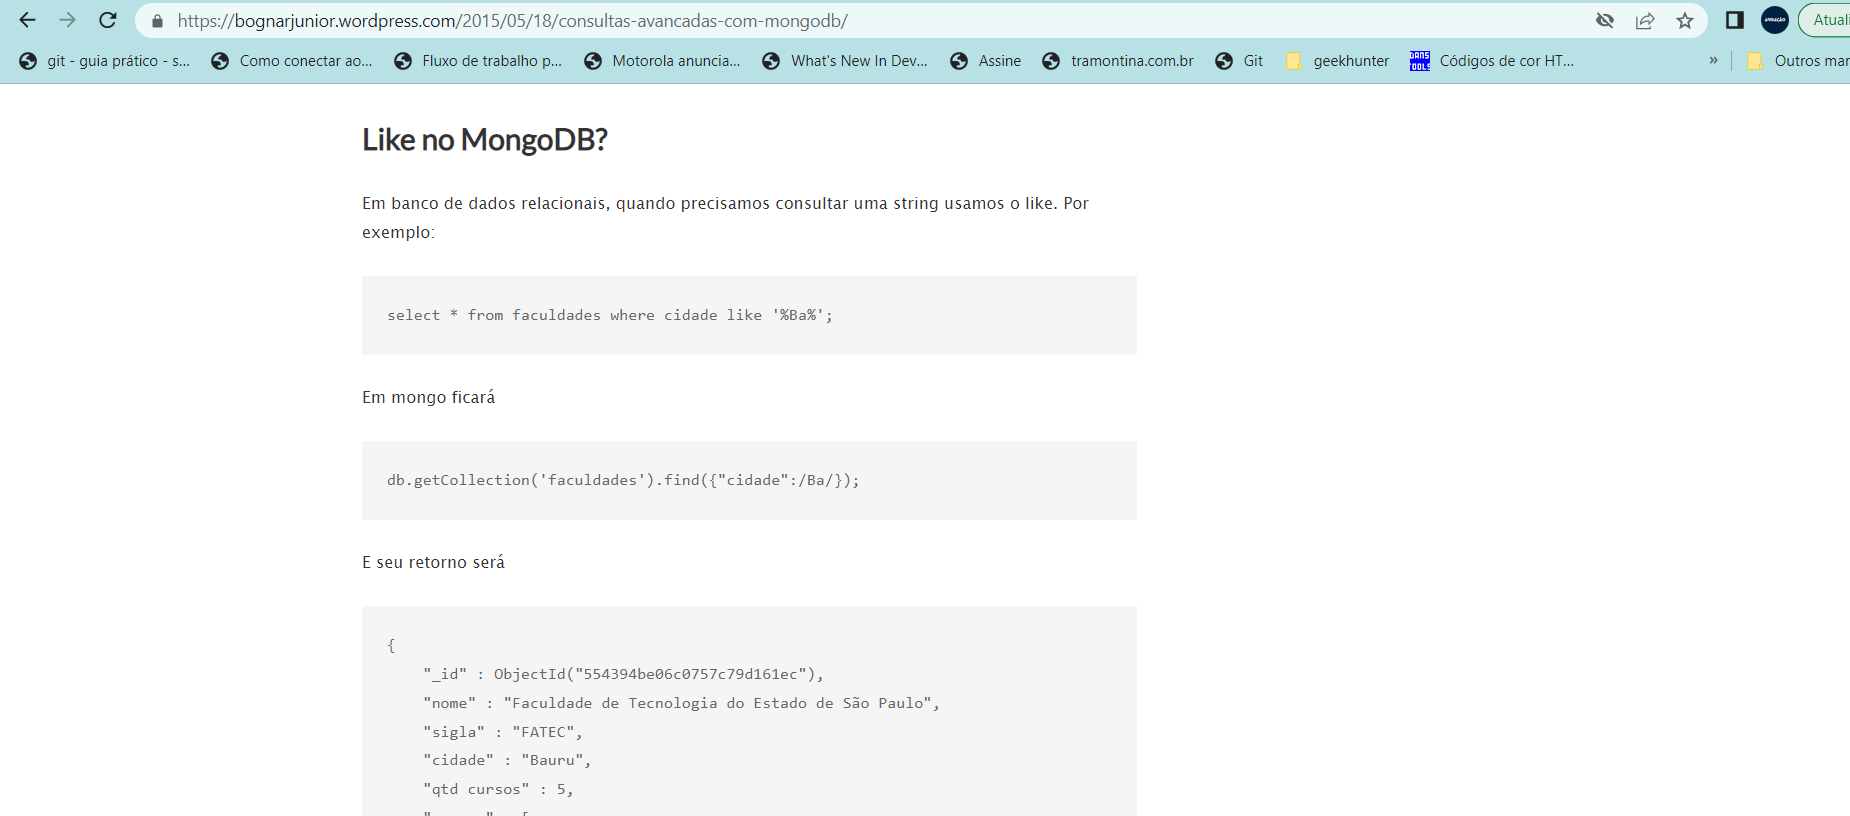 https://bognarjunior.wordpress.com/2015/05/18/consultas-avancadas-com-mongodb/
Atuali
git - guia prático - s...
Como conectar ao...
Fluxo de trabalho p...
Motorola anuncia...
What's New In Dev...
Assine
tramontina.com.br
Git
geekhunter
Códigos de cor HT...
»
Outros mar
Like no MongoDB?
Em banco de dados relacionais, quando precisamos consultar uma string usamos o like. Por
exemplo:
select * from faculdades where cidade like '%Ba%';
Em mongo ficará
db.getCollection('faculdades').find({"cidade":/Ba/});
E seu retorno será
{
"_id" : ObjectId("554394be06c0757c79d161ec"),
"nome" : "Faculdade de Tecnologia do Estado de São Paulo",
"sigla" : "FATEC",
"cidade" : "Bauru",
"qtd cursos" : 5,